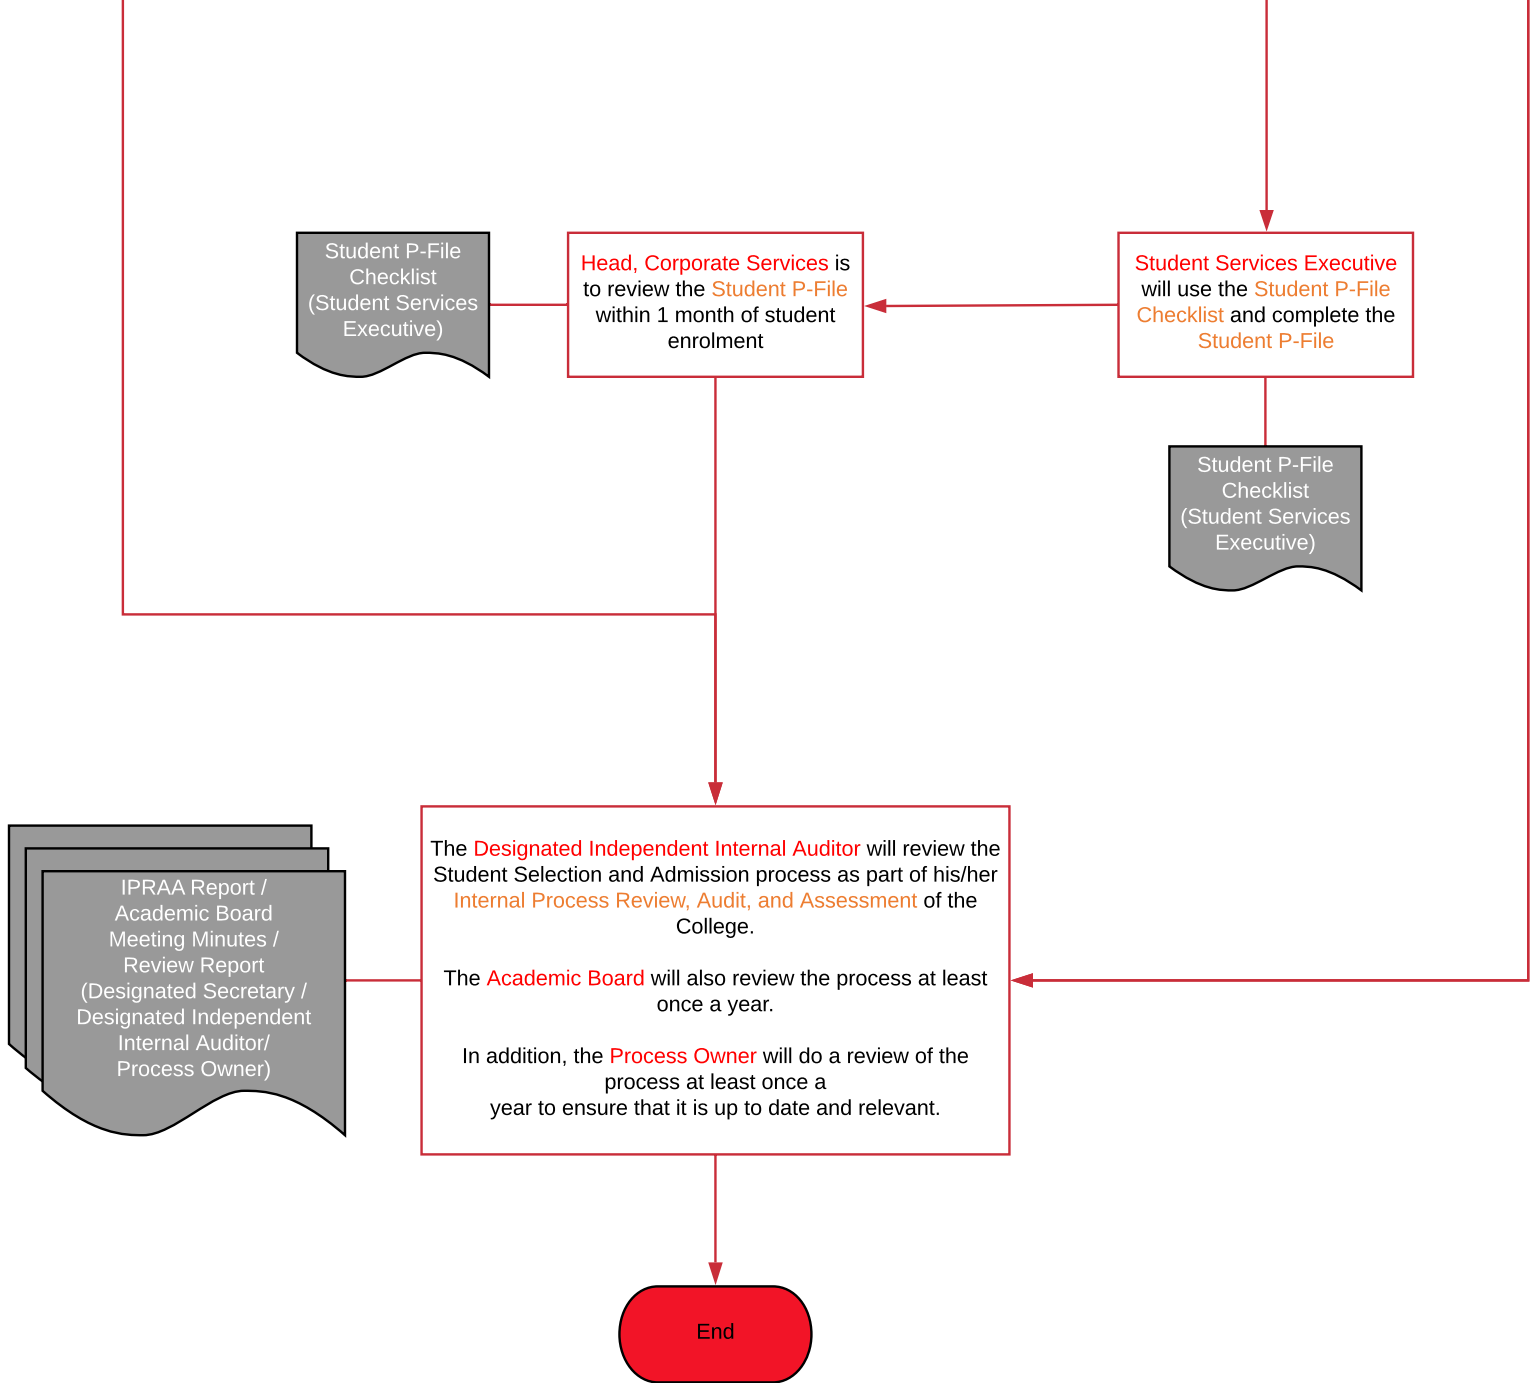 Student P-File
Checklist
(Student Services
Executive)
Head, Corporate Services is
to review the Student P-File
within 1 month of student
enrolment
Student Services Executive
will use the Student P-File
Checklist and complete the
Student P-File
Student P-File
Checklist
(Student Services
Executive)
IPRAA Report /
Academic Board
Meeting Minutes /
Review Report
(Designated Secretary /
Designated Independent
Internal Auditor/
Process Owner)
The Designated Independent Internal Auditor will review the
Student Selection and Admission process as part of his/her
Internal Process Review, Audit, and Assessment of the
College.
The Academic Board will also review the process at least
once a year.
In addition, the Process Owner will do a review of the
process at least once a
year to ensure that it is up to date and relevant.
End